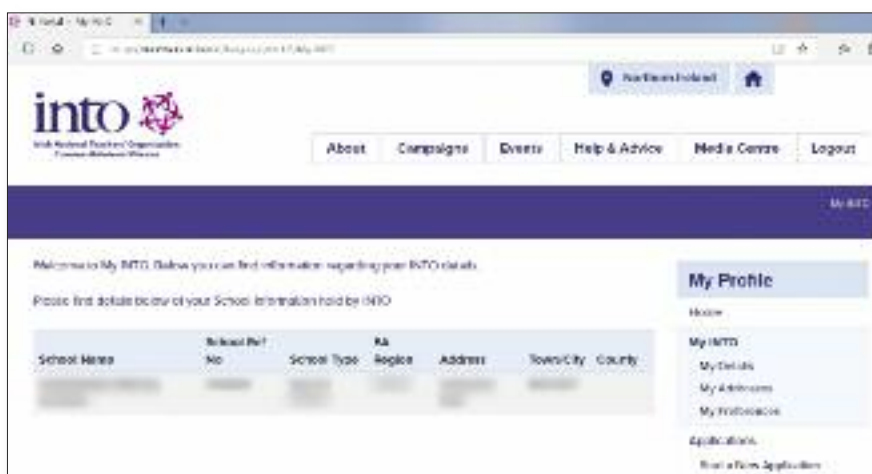 Northern Ireland
into
Irish National Teachers' Organisation
About Campaigns Events Help & Advice Media Centre Logout
My INTO
Welcome to My INTO. Below you can find information regarding your INTO details.
Please find details below of your School Information held by INTO
My Profile
Home
My INTO
My Details
My Addresses
My Preferences
Applications
Start a New Application
School Name School Ref No School Type EA Region Address Town/City County